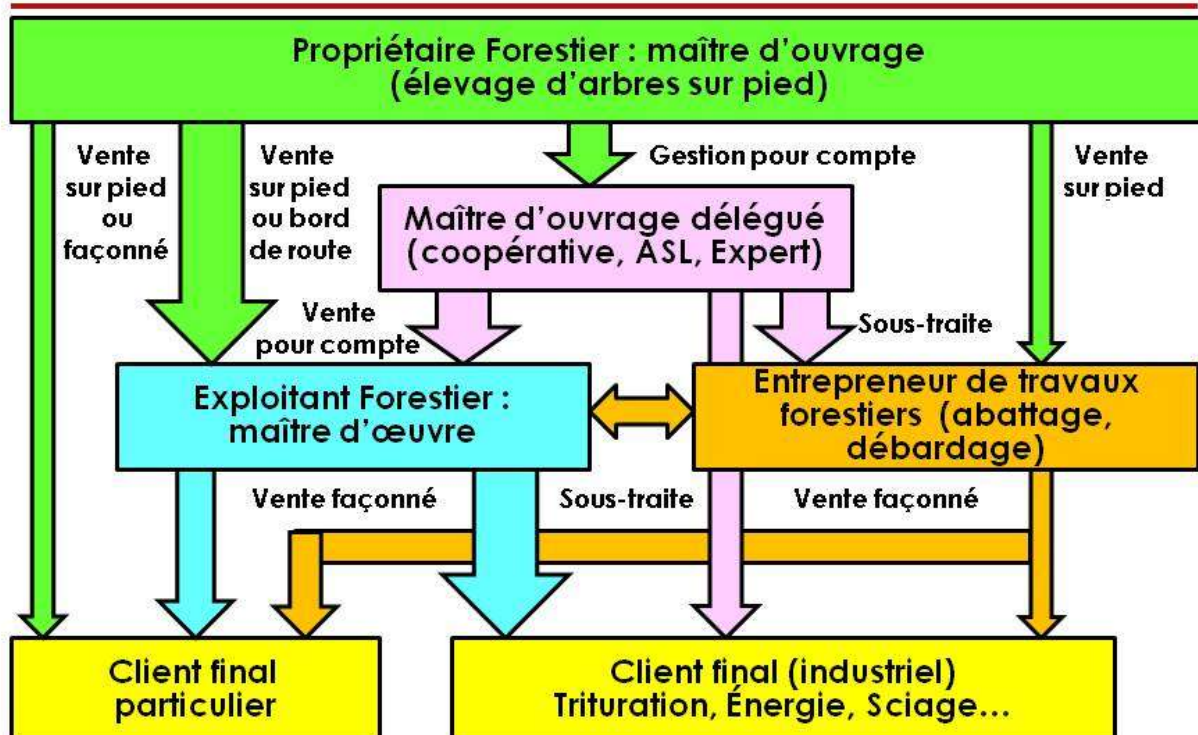 Propriétaire Forestier : maître d'ouvrage
(élevage d'arbres sur pied)
Vente
sur pied
ou
façonné
Vente
sur pied
ou bord
de route
Gestion pour compte
Vente
sur pied
Maître d'ouvrage délégué
(coopérative, ASL, Expert)
Vente
pour compte
Sous-traite
Exploitant Forestier :
maître d'œuvre
Entrepreneur de travaux
forestiers (abattage,
débardage)
Vente façonné
Sous-traite
Vente façonné
Client final
particulier
Client final (industriel)
Trituration, Énergie, Sciage…